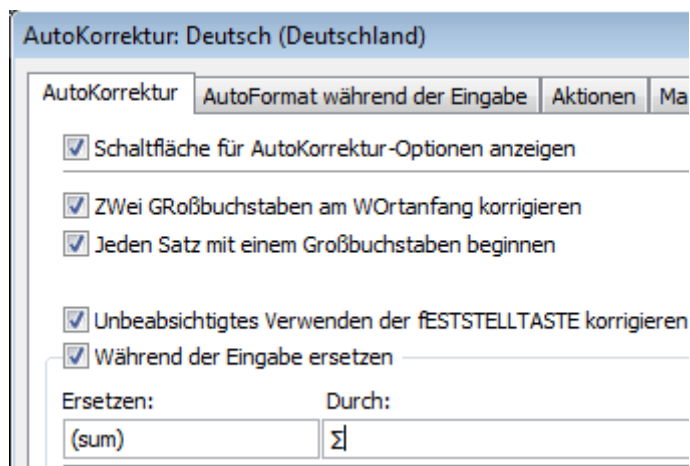 AutoKorrektur: Deutsch (Deutschland)
AutoKorrektur AutoFormat während der Eingabe Aktionen Ma
Schaltfläche für AutoKorrektur-Optionen anzeigen
ZWei GRoßbuchstaben am WOrtanfang korrigieren
Jeden Satz mit einem Großbuchstaben beginnen
Unbeabsichtigtes Verwenden der fESTSTELLTASTE korrigieren
Während der Eingabe ersetzen
Ersetzen: Durch:
(sum) Σ